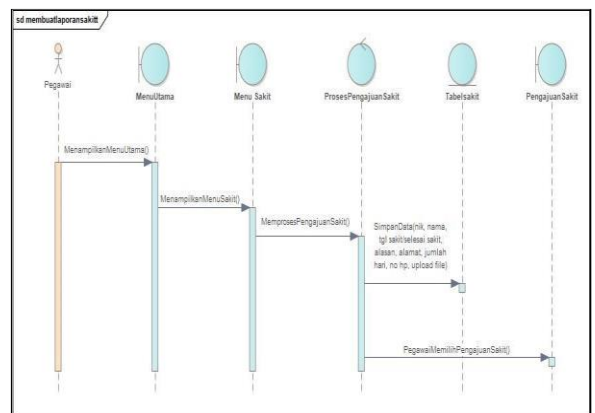 sd membuatlaporansakitt
Pegawai
MenuUtama
Menu Sakit
ProsesPengajuanSakit
Tabelsakit
PengajuanSakit
MenampilkanMenuUtama()
MenampilkanMenuSakit()
MemprosesPengajuanSakit()
SimpanData(nik, nama,
tgl sakit/selesai sakit,
alasan, alamat, jumlah
hari, no hp, upload file)
PegawaiMemilihPengajuanSakit()